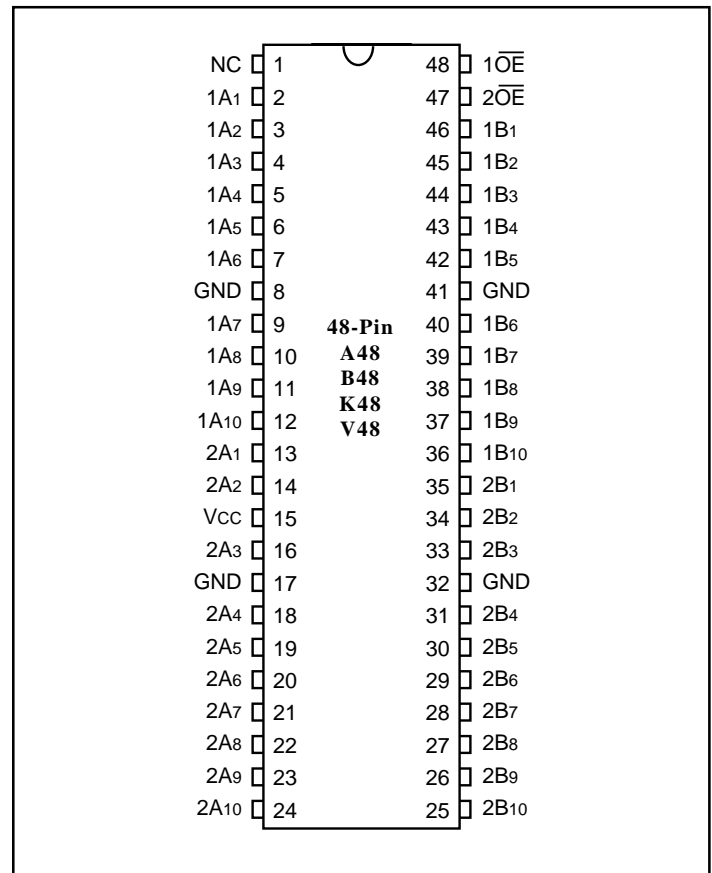 NC 1 48 1O̅E̅
1A1 2 47 2O̅E̅
1A2 3 46 1B1
1A3 4 45 1B2
1A4 5 44 1B3
1A5 6 43 1B4
1A6 7 42 1B5
GND 8 41 GND
1A7 9 48-Pin 40 1B6
1A8 10 A48 39 1B7
1A9 11 B48 38 1B8
1A10 12 K48 37 1B9
2A1 13 V48 36 1B10
2A2 14 35 2B1
VCC 15 34 2B2
2A3 16 33 2B3
GND 17 32 GND
2A4 18 31 2B4
2A5 19 30 2B5
2A6 20 29 2B6
2A7 21 28 2B7
2A8 22 27 2B8
2A9 23 26 2B9
2A10 24 25 2B10